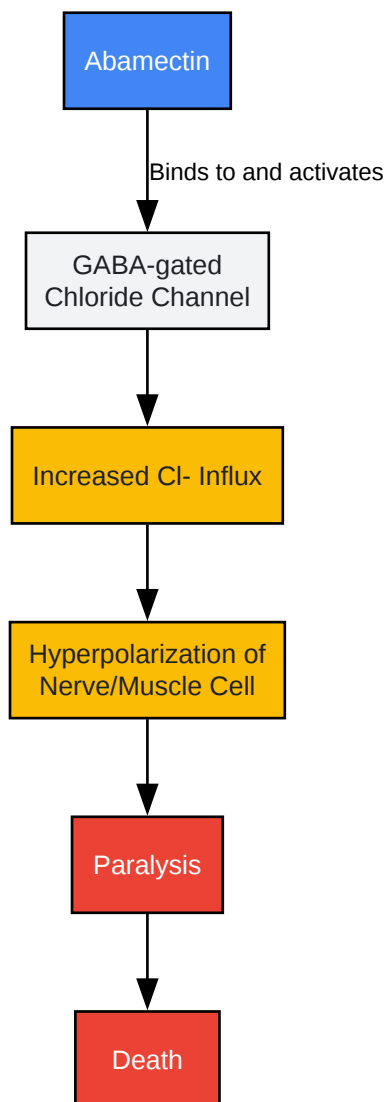 Abamectin
Binds to and activates
GABA-gated
Chloride Channel
Increased Cl- Influx
Hyperpolarization of
Nerve/Muscle Cell
Paralysis
Death